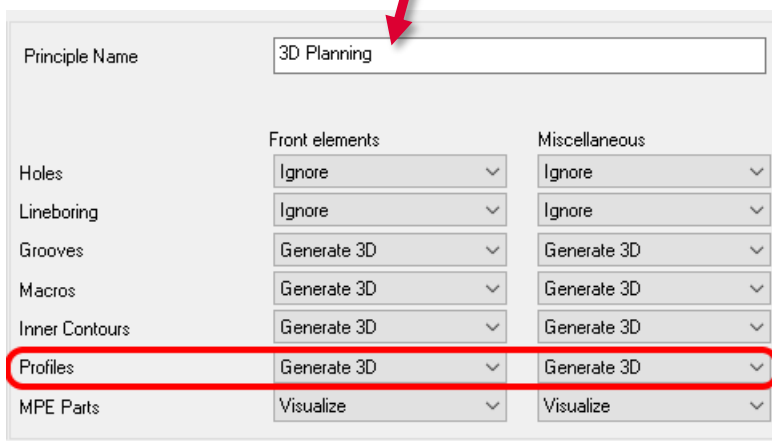 Principle Name 3D Planning
Front elements Miscellaneous
Holes Ignore Ignore
Lineboring Ignore Ignore
Grooves Generate 3D Generate 3D
Macros Generate 3D Generate 3D
Inner Contours Generate 3D Generate 3D
Profiles Generate 3D Generate 3D
MPE Parts Visualize Visualize